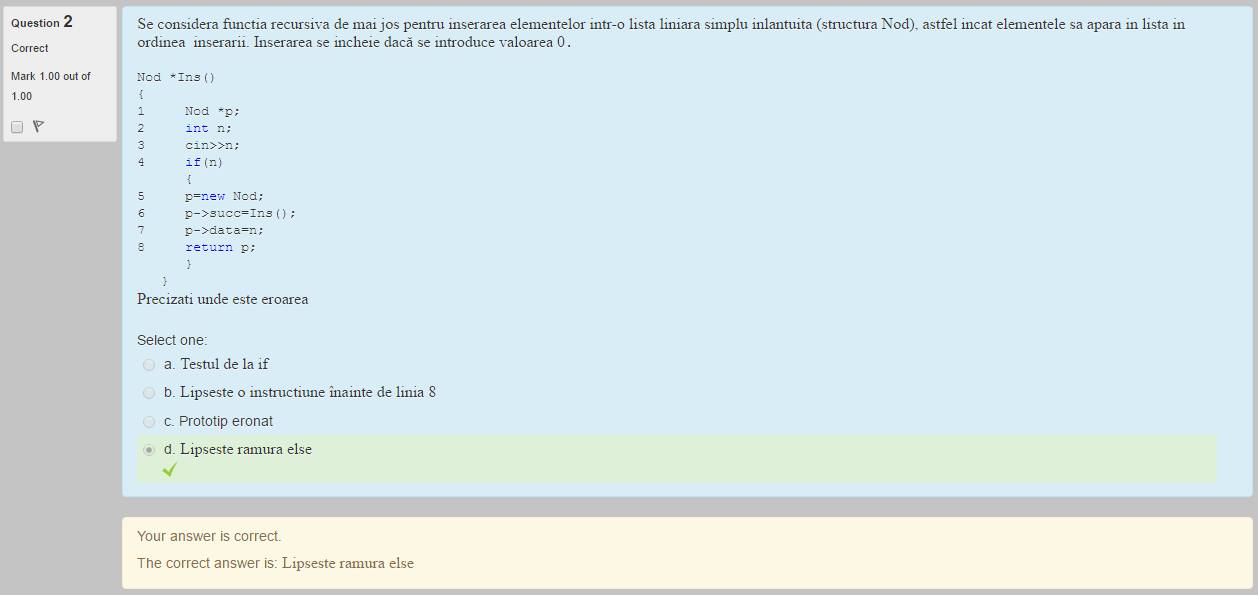 Question 2
Correct
Mark 1.00 out of
1.00
Se considera functia recursiva de mai jos pentru inserarea elementelor intr-o lista liniara simplu inlantuita (structura Nod), astfel incat elementele sa apara in lista in
ordinea inserarii. Inserarea se incheie dacă se introduce valoarea 0.
Nod *Ins()
{
1 Nod *p;
2 int n;
3 cin>>n;
4 if(n)
{
5 p=new Nod;
6 p->succ=Ins();
7 p->data=n;
8 return p;
}
}
Precizati unde este eroarea
Select one:
a. Testul de la if
b. Lipseste o instructiune înainte de linia 8
c. Prototip eronat
d. Lipseste ramura else
Your answer is correct.
The correct answer is: Lipseste ramura else